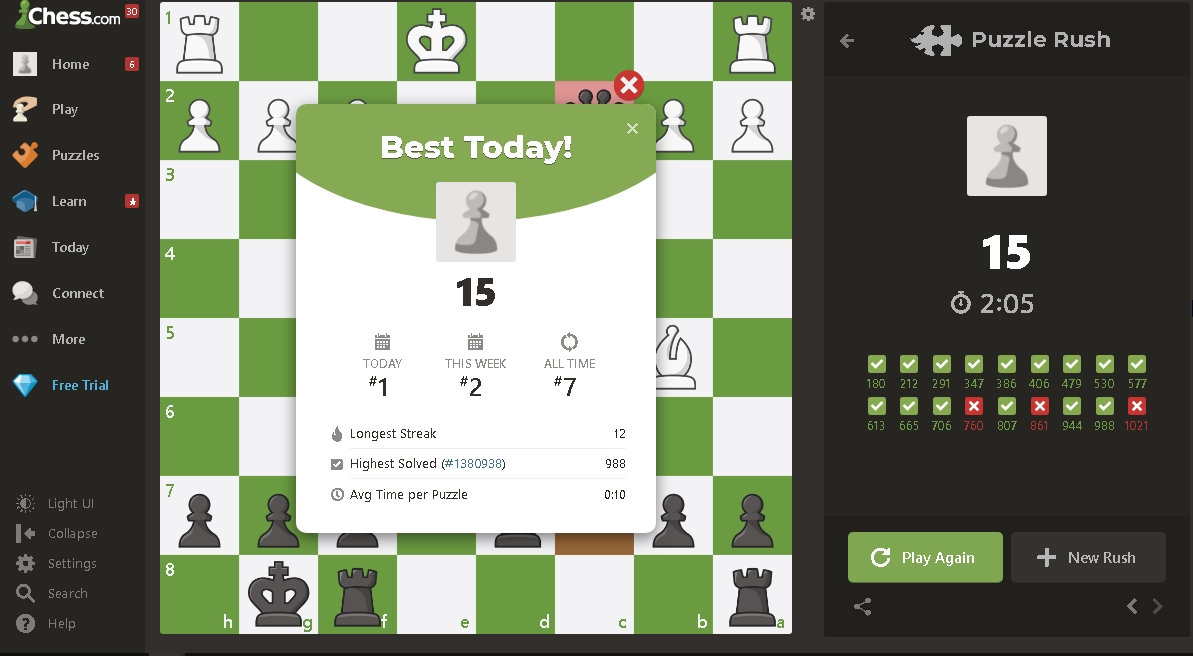 Chess.com 30
Home 6
Play
Puzzles
Learn
Today
Connect
More
Free Trial
Light UI
Collapse
Settings
Search
Help
1
2
3
4
5
6
7
8
h g f e d c b a
Best Today!
15
TODAY THIS WEEK ALL TIME
#1 #2 #7
Longest Streak 12
Highest Solved (#1380938) 988
Avg Time per Puzzle 0:10
Puzzle Rush
15
2:05
180 212 291 347 386 406 479 530 577
613 665 706 760 807 861 944 988 1021
Play Again New Rush